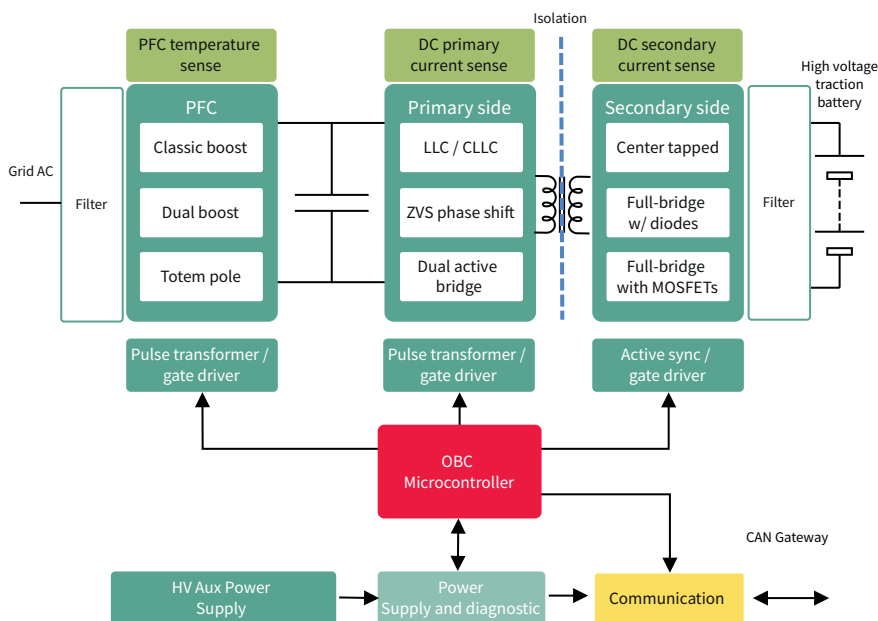 Isolation
PFC temperature
sense
DC primary
current sense
DC secondary
current sense
High voltage
traction
battery
Grid AC
Filter
PFC
Classic boost
Dual boost
Totem pole
Primary side
LLC / CLLC
ZVS phase shift
Dual active
bridge
Secondary side
Center tapped
Full-bridge
w/ diodes
Full-bridge
with MOSFETs
Filter
Pulse transformer /
gate driver
Pulse transformer /
gate driver
Active sync /
gate driver
OBC
Microcontroller
CAN Gateway
HV Aux Power
Supply
Power
Supply and diagnostic
Communication